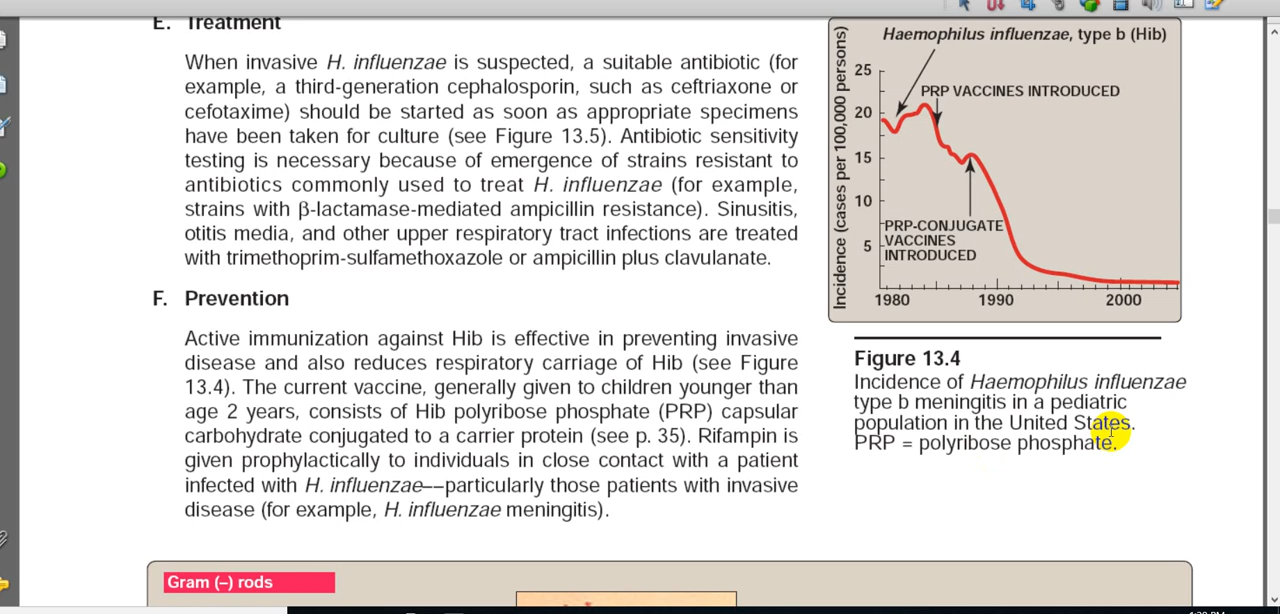 E. Treatment
When invasive H. influenzae is suspected, a suitable antibiotic (for
example, a third-generation cephalosporin, such as ceftriaxone or
cefotaxime) should be started as soon as appropriate specimens
have been taken for culture (see Figure 13.5). Antibiotic sensitivity
testing is necessary because of emergence of strains resistant to
antibiotics commonly used to treat H. influenzae (for example,
strains with β-lactamase-mediated ampicillin resistance). Sinusitis,
otitis media, and other upper respiratory tract infections are treated
with trimethoprim-sulfamethoxazole or ampicillin plus clavulanate.
F. Prevention
Active immunization against Hib is effective in preventing invasive
disease and also reduces respiratory carriage of Hib (see Figure
13.4). The current vaccine, generally given to children younger than
age 2 years, consists of Hib polyribose phosphate (PRP) capsular
carbohydrate conjugated to a carrier protein (see p. 35). Rifampin is
given prophylactically to individuals in close contact with a patient
infected with H. influenzae––particularly those patients with invasive
disease (for example, H. influenzae meningitis).
Haemophilus influenzae, type b (Hib)
Incidence (cases per 100,000 persons)
25
PRP VACCINES INTRODUCED
20
15
10
PRP-CONJUGATE
VACCINES
5
INTRODUCED
1980 1990 2000
Figure 13.4
Incidence of Haemophilus influenzae
type b meningitis in a pediatric
population in the United States.
PRP = polyribose phosphate.
Gram (–) rods